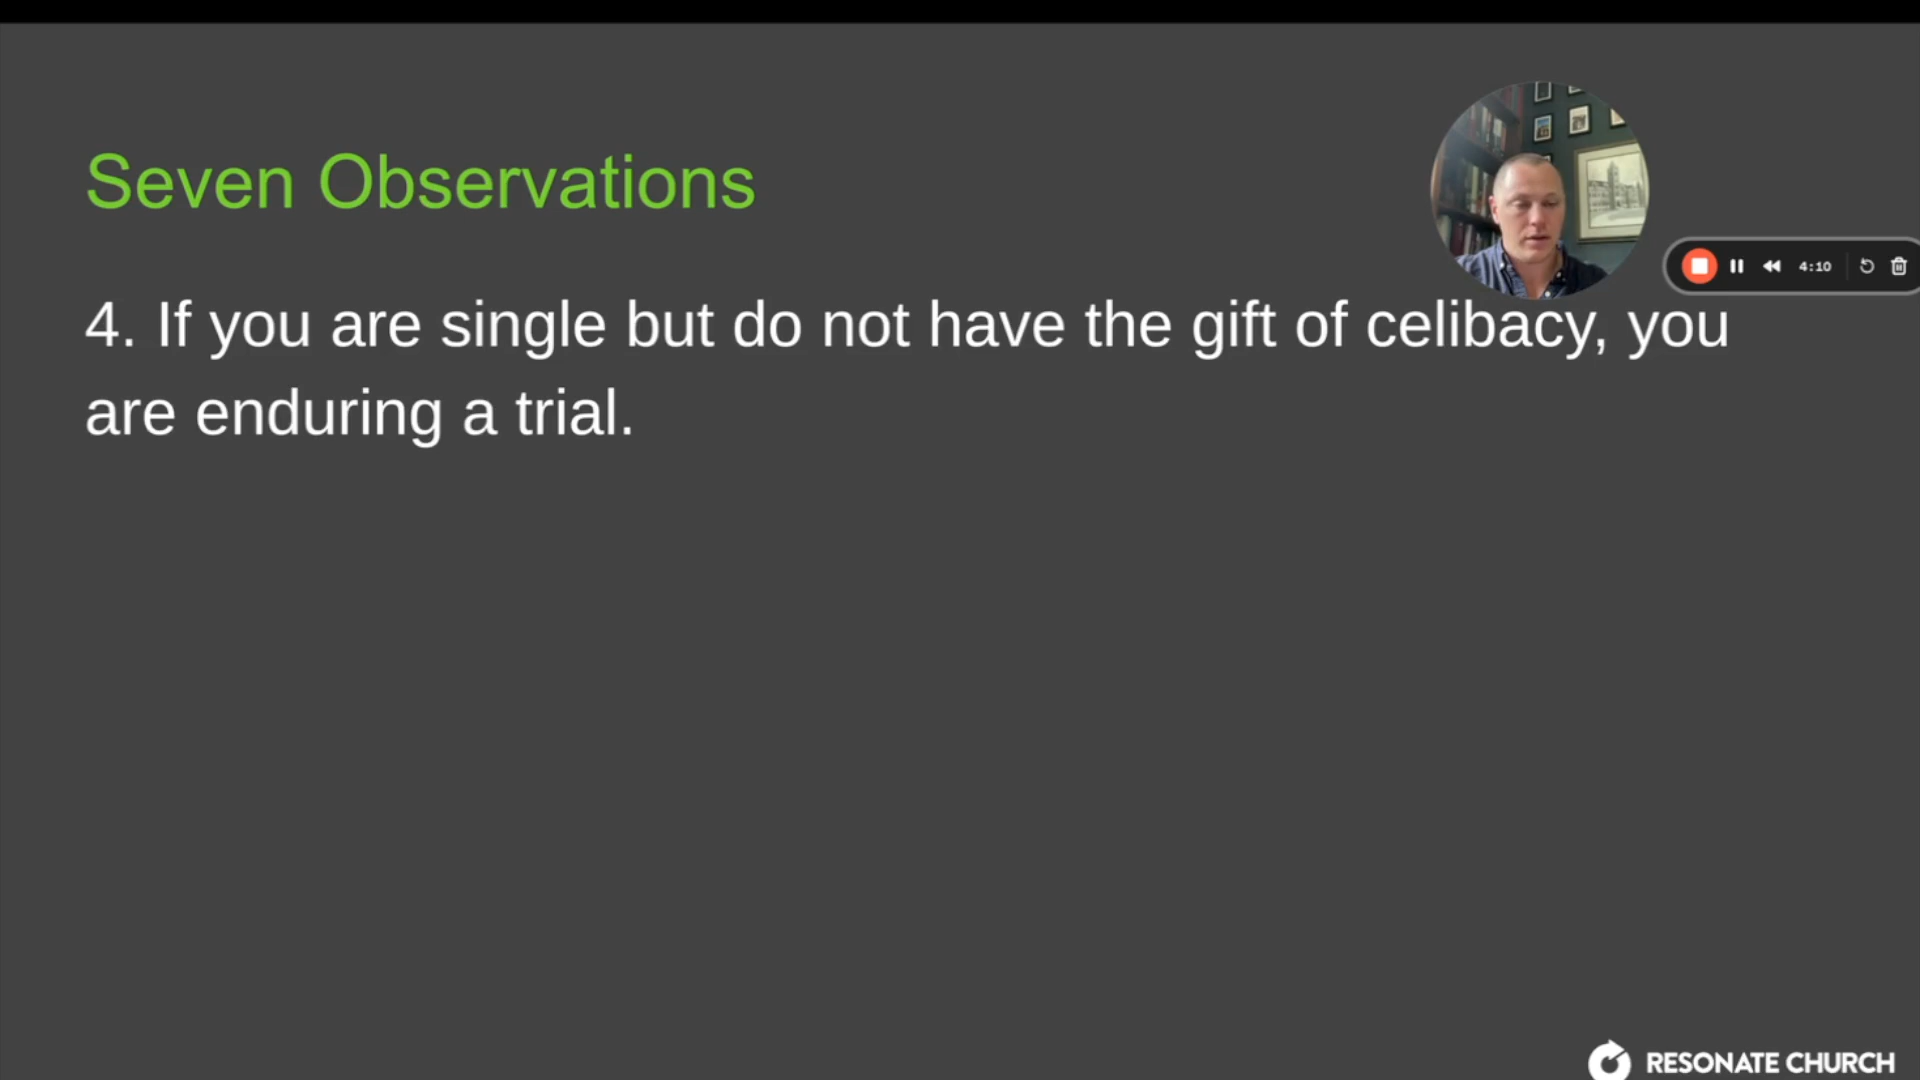 Seven Observations
4:10
4. If you are single but do not have the gift of celibacy, you
are enduring a trial.
RESONATE CHURCH